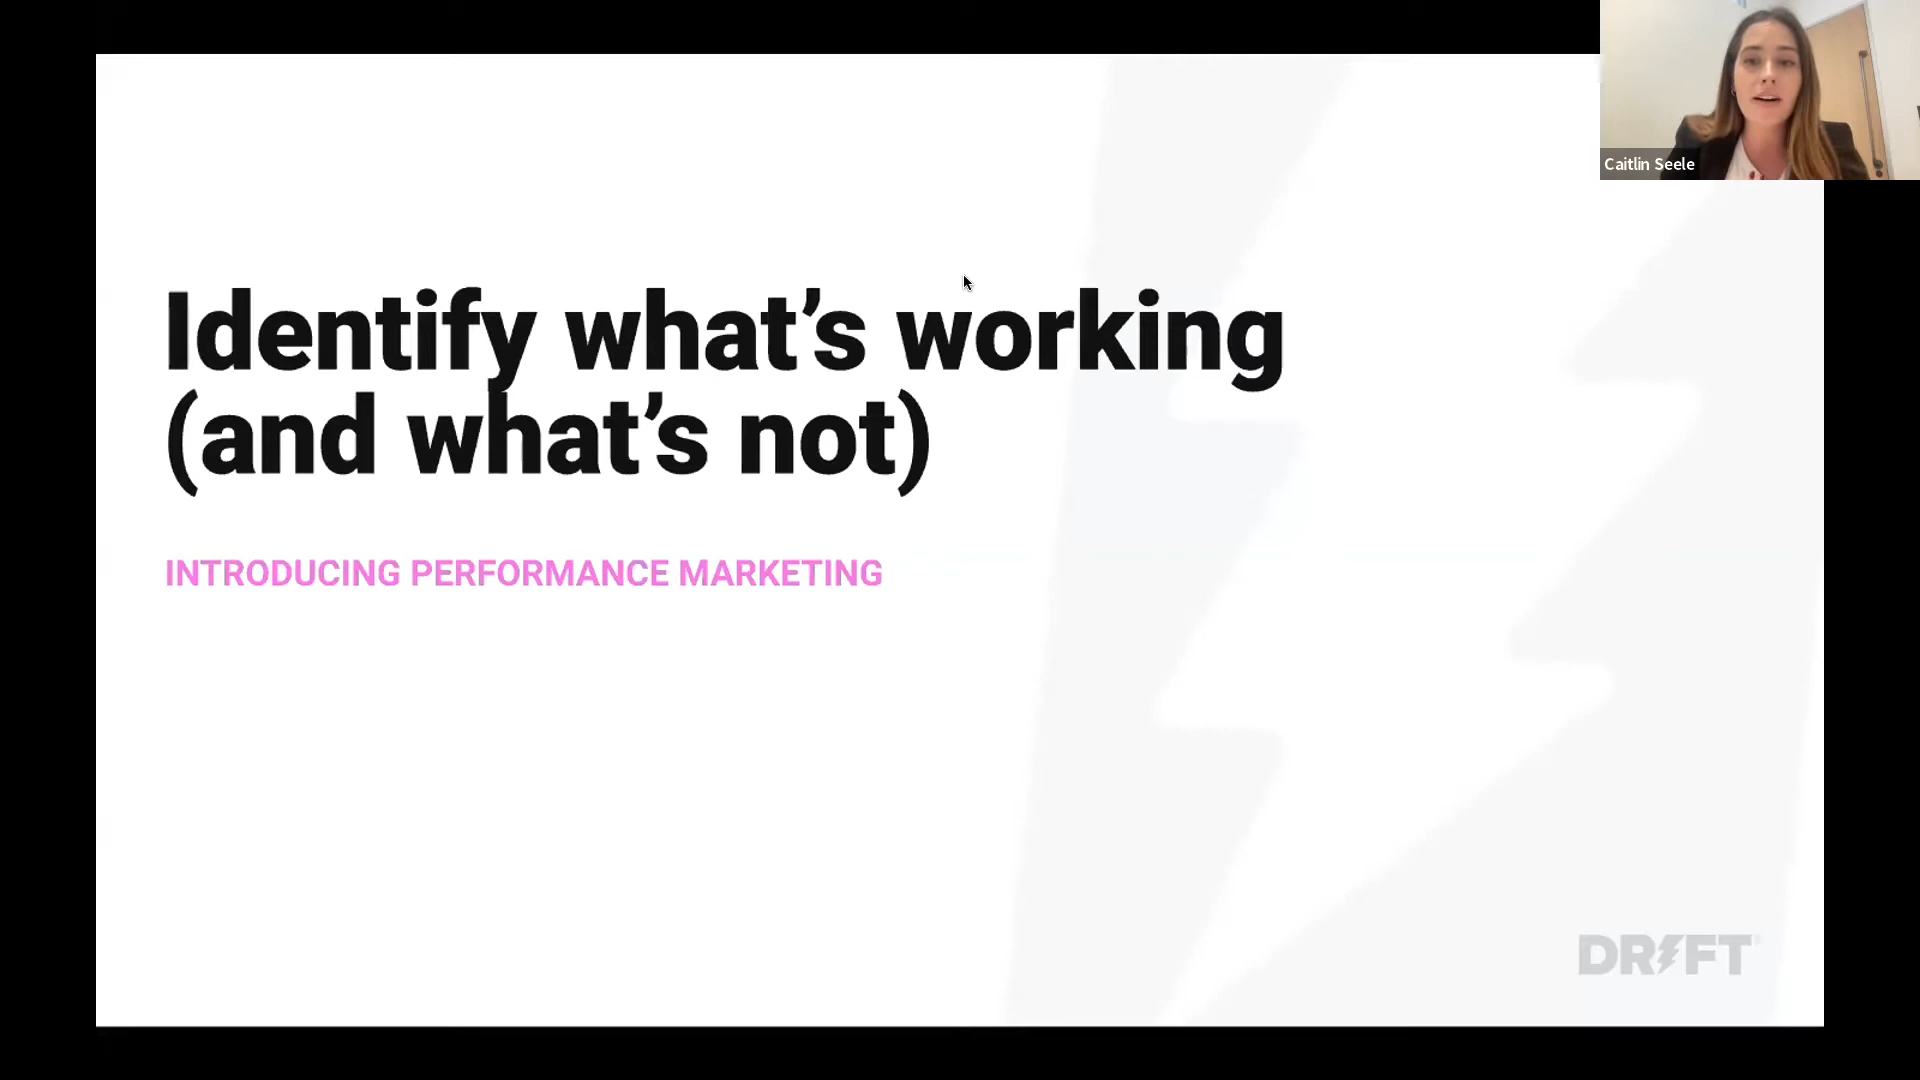 Caitlin Seele
Identify what’s working
(and what’s not)
INTRODUCING PERFORMANCE MARKETING
DRIFT